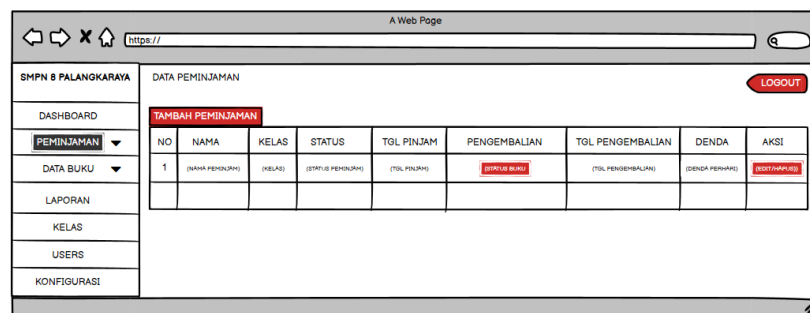 A Web Page
https://
SMPN 8 PALANGKARAYA
DATA PEMINJAMAN
LOGOUT
DASHBOARD
PEMINJAMAN
DATA BUKU
LAPORAN
KELAS
USERS
KONFIGURASI
TAMBAH PEMINJAMAN
NO NAMA KELAS STATUS TGL PINJAM PENGEMBALIAN TGL PENGEMBALIAN DENDA AKSI
1 (NAMA PEMINJAM) (KELAS) (STATUS PEMINJAM) (TGL PINJAM) (STATUS BUKU (TGL PENGEMBALIAN) (DENDA PERHARI) (EDIT/HAPUS))